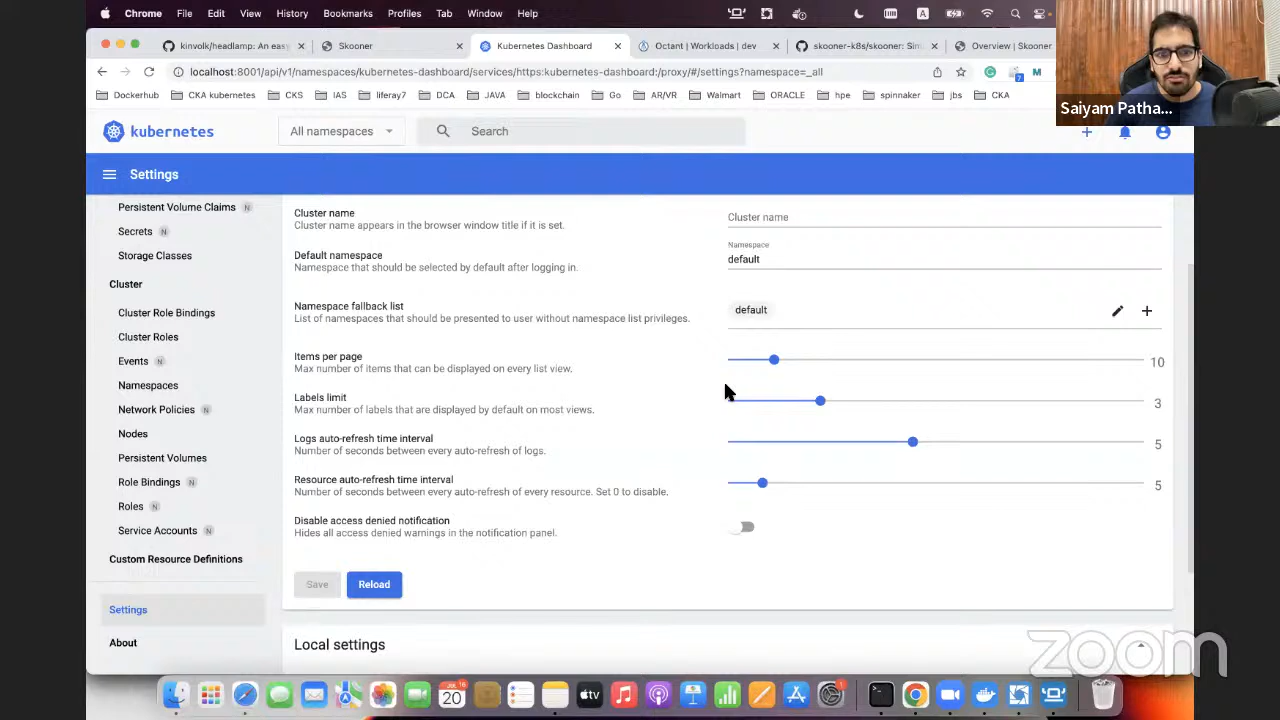 Chrome File Edit View History Bookmarks Profiles Tab Window Help
kinvolk/headlamp: An easy
Skooner
Kubernetes Dashboard
Octant | Workloads | dev
skooner-k8s/skooner: Sim
Overview | Skooner
localhost:8001/api/v1/namespaces/kubernetes-dashboard/services/https:kubernetes-dashboard:/proxy/#/settings?namespace=_all
Dockerhub CKA kubernetes CKS IAS liferay7 DCA JAVA blockchain Go AR/VR Walmart ORACLE hpe spinnaker jbs CKA
Saiyam Patha...
kubernetes
All namespaces
Search
Settings
Persistent Volume Claims N
Secrets N
Storage Classes
Cluster
Cluster Role Bindings
Cluster Roles
Events N
Namespaces
Network Policies N
Nodes
Persistent Volumes
Role Bindings N
Roles N
Service Accounts N
Custom Resource Definitions
Settings
About
Cluster name
Cluster name appears in the browser window title if it is set.
Cluster name
Default namespace
Namespace that should be selected by default after logging in.
Namespace
default
Namespace fallback list
List of namespaces that should be presented to user without namespace list privileges.
default
Items per page
Max number of items that can be displayed on every list view.
10
Labels limit
Max number of labels that are displayed by default on most views.
3
Logs auto-refresh time interval
Number of seconds between every auto-refresh of logs.
5
Resource auto-refresh time interval
Number of seconds between every auto-refresh of every resource. Set 0 to disable.
5
Disable access denied notification
Hides all access denied warnings in the notification panel.
Save
Reload
Local settings
zoom
JUL
20
tv